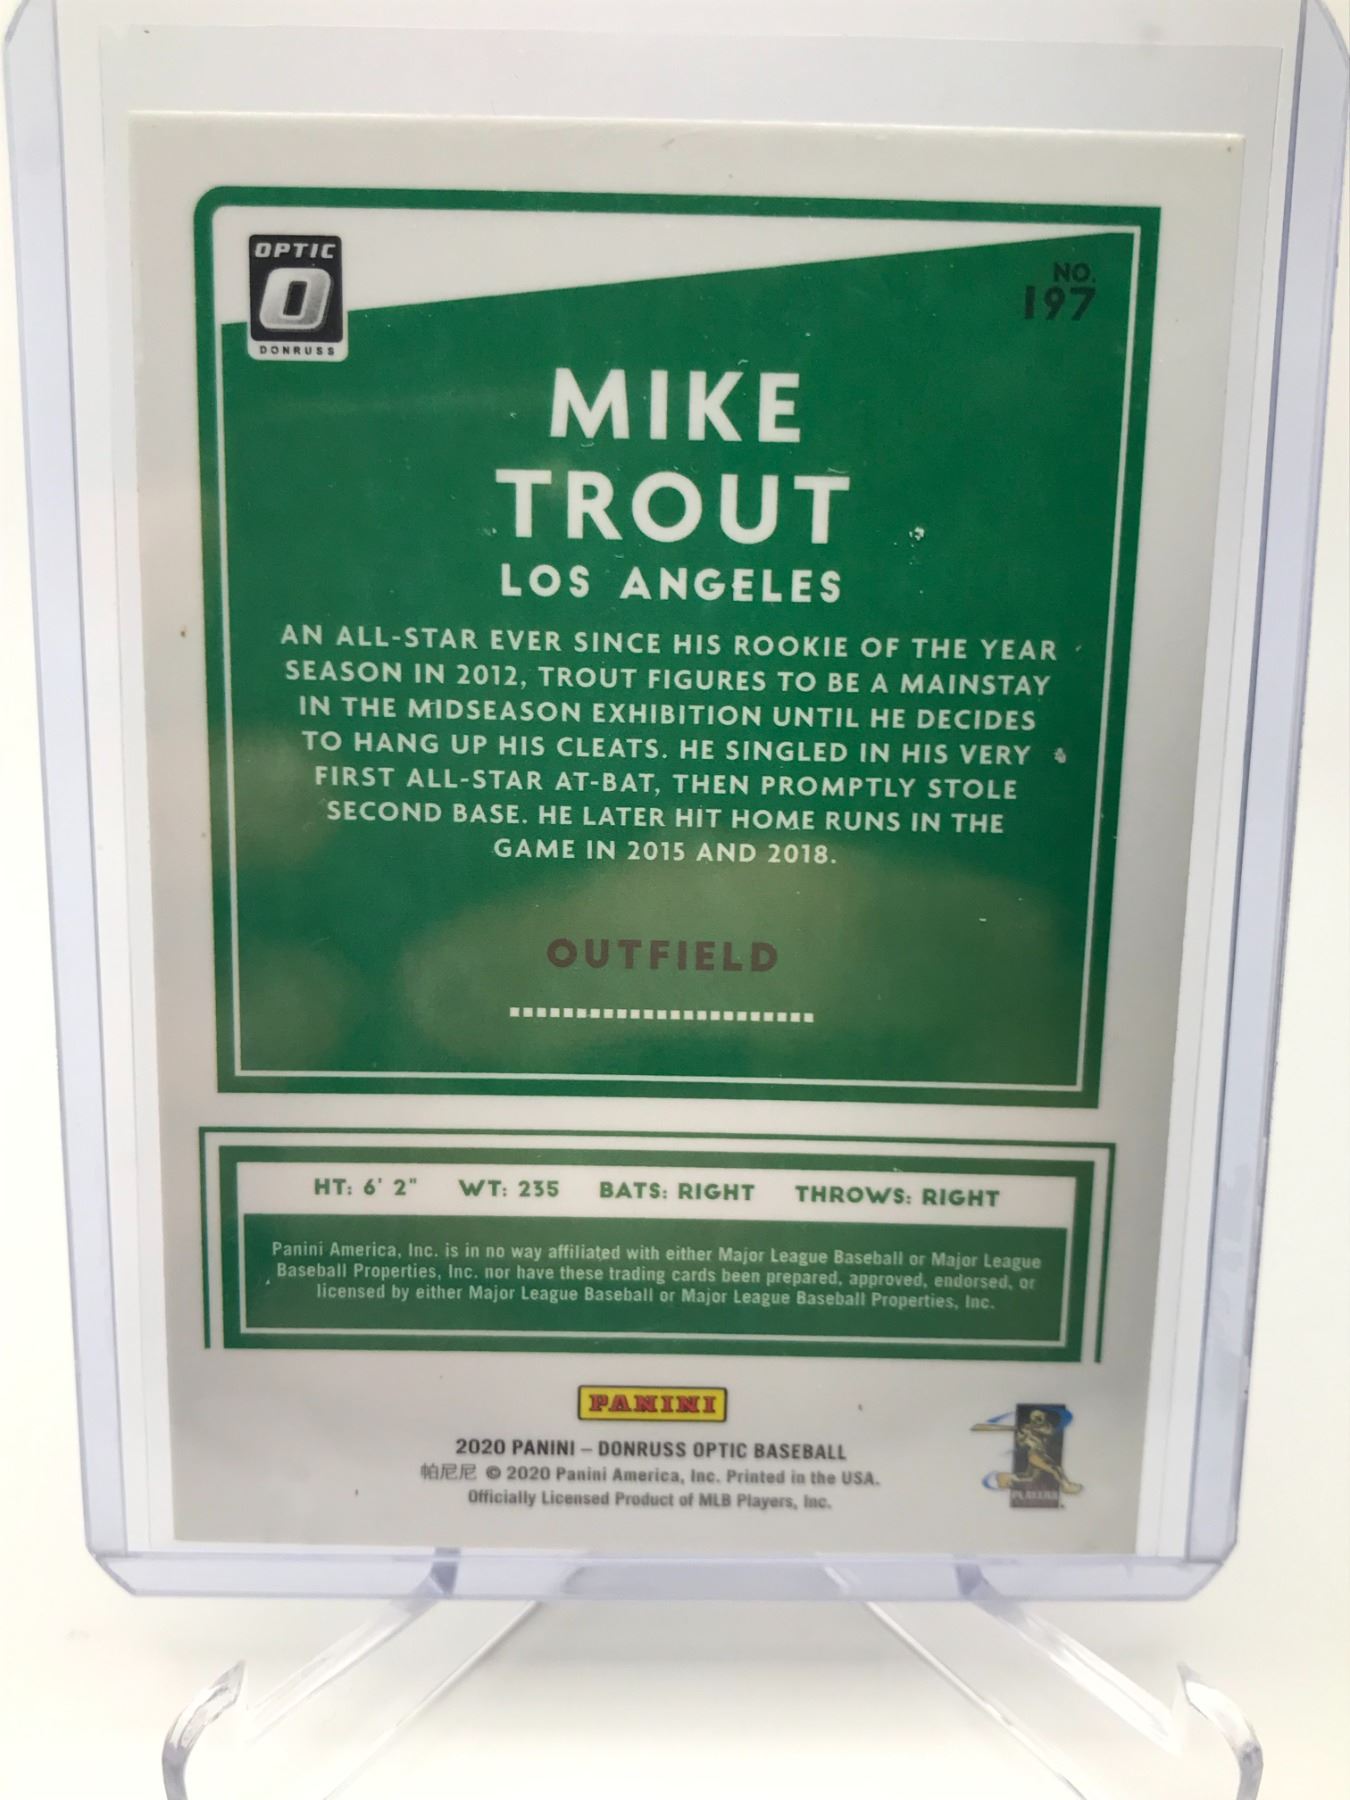 OPTIC
O
DONRUSS
NO.
197
MIKE
TROUT
LOS ANGELES
AN ALL-STAR EVER SINCE HIS ROOKIE OF THE YEAR
SEASON IN 2012, TROUT FIGURES TO BE A MAINSTAY
IN THE MIDSEASON EXHIBITION UNTIL HE DECIDES
TO HANG UP HIS CLEATS. HE SINGLED IN HIS VERY
FIRST ALL-STAR AT-BAT, THEN PROMPTLY STOLE
SECOND BASE. HE LATER HIT HOME RUNS IN THE
GAME IN 2015 AND 2018.
OUTFIELD
HT: 6' 2" WT: 235 BATS: RIGHT THROWS: RIGHT
Panini America, Inc. is in no way affiliated with either Major League Baseball or Major League
Baseball Properties, Inc. nor have these trading cards been prepared, approved, endorsed, or
licensed by either Major League Baseball or Major League Baseball Properties, Inc.
PANINI
2020 PANINI – DONRUSS OPTIC BASEBALL
帕尼尼 © 2020 Panini America, Inc. Printed in the USA.
Officially Licensed Product of MLB Players, Inc.
PLAYERS